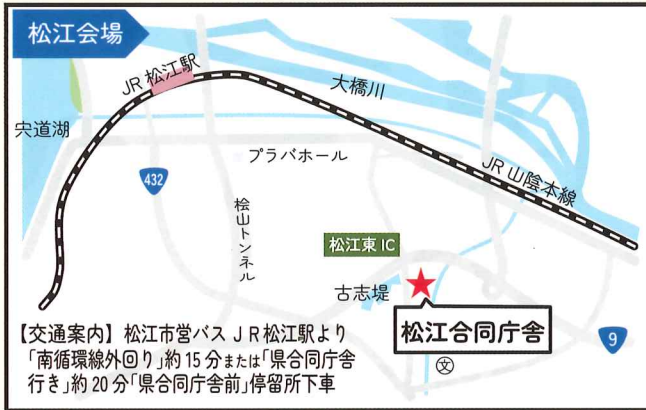 松江会場
JR 松江駅
大橋川
宍道湖
プラバホール
JR 山陰本線
432
桧山トンネル
松江東 IC
古志堤
松江合同庁舎
9
文
【交通案内】松江市営バス JR松江駅より
「南循環線外回り」約15分または「県合同庁舎
行き」約20分「県合同庁舎前」停留所下車